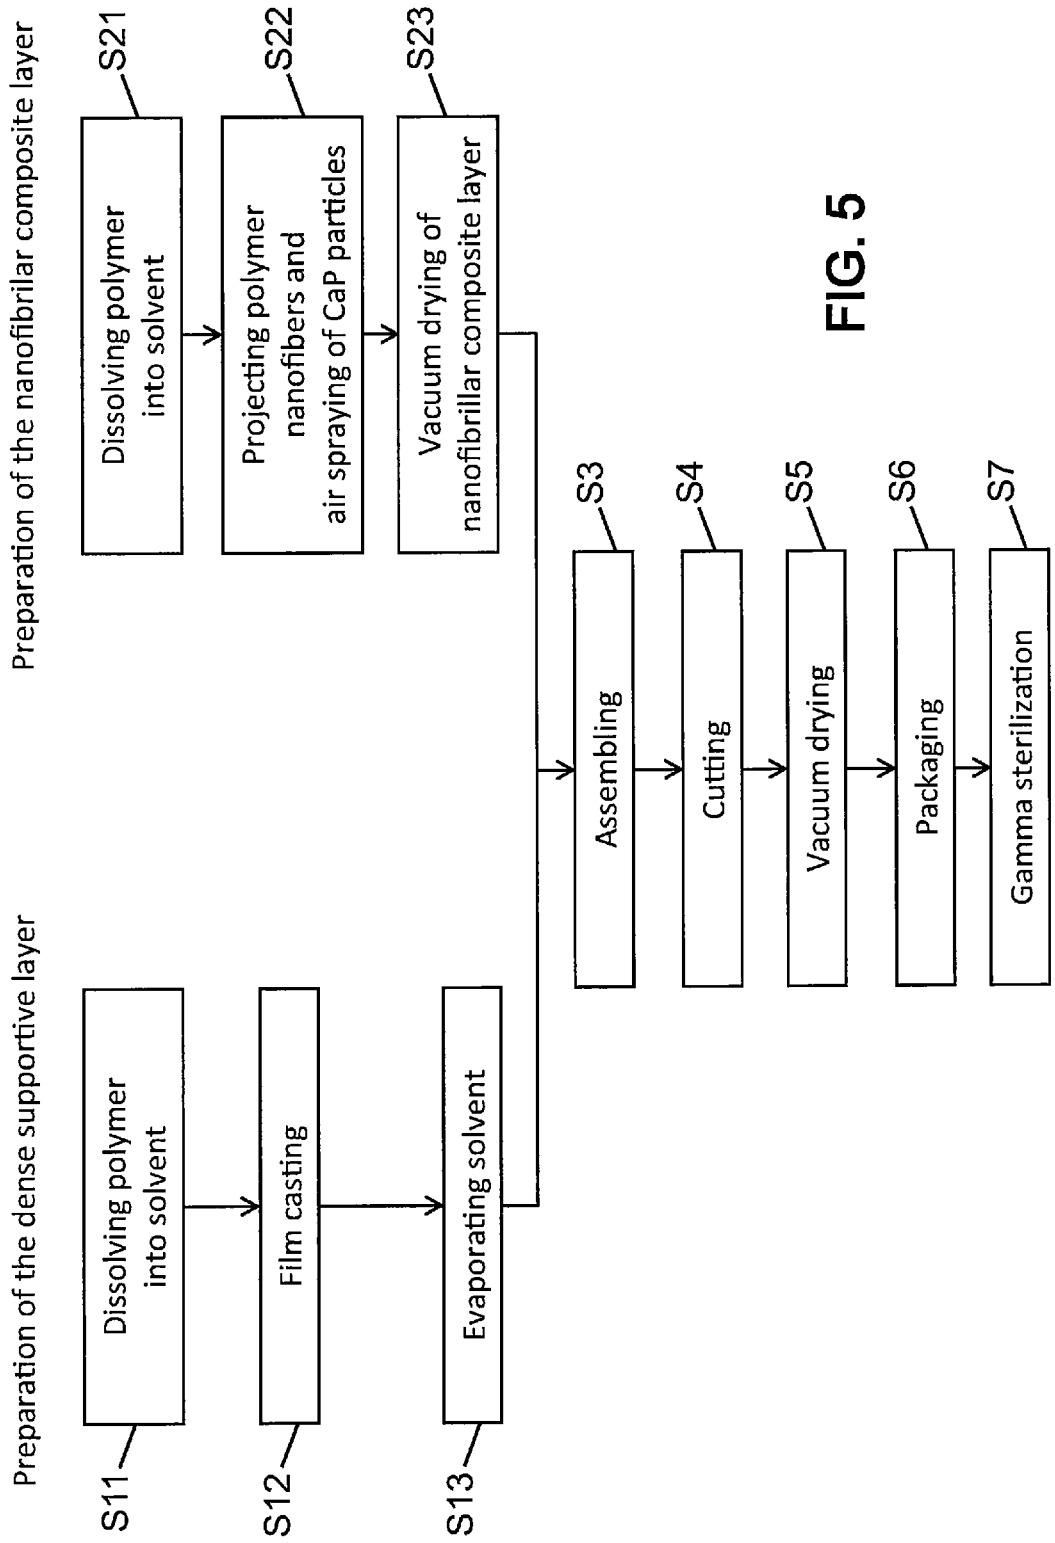 Preparation of the dense supportive layer
S11
Dissolving polymer
into solvent
S12
Film casting
S13
Evaporating solvent
Preparation of the nanofibrilar composite layer
S21
Dissolving polymer
into solvent
S22
Projecting polymer
nanofibers and
air spraying of CaP particles
S23
Vacuum drying of
nanofibrillar composite layer
S3
Assembling
S4
Cutting
S5
Vacuum drying
S6
Packaging
S7
Gamma sterilization
FIG. 5